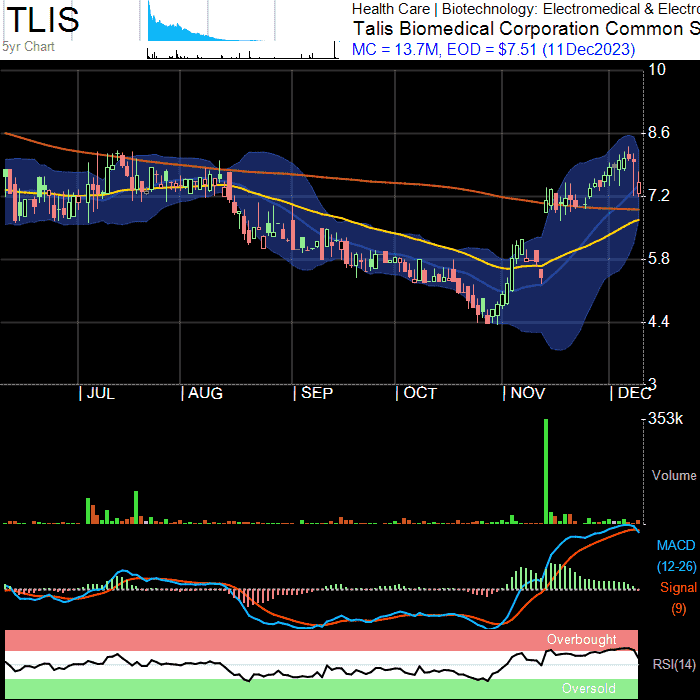 TLIS
5yr Chart
Health Care | Biotechnology: Electromedical & Electro
Talis Biomedical Corporation Common S
MC = 13.7M, EOD = $7.51 (11Dec2023)
10
8.6
7.2
5.8
4.4
3
| JUL | AUG | SEP | OCT | NOV | DEC
353k
Volume
MACD
(12-26)
Signal
(9)
Overbought
RSI(14)
Oversold